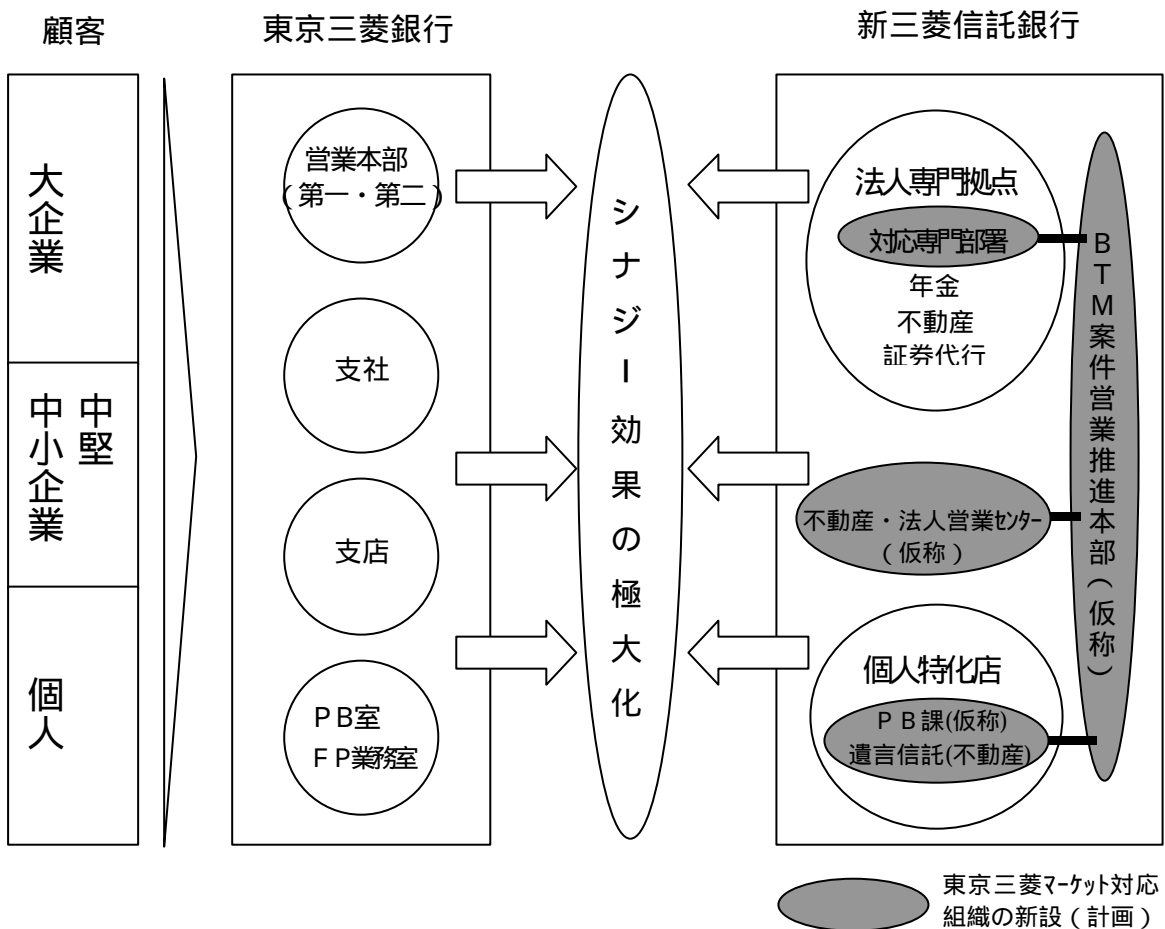 顧客
東京三菱銀行
新三菱信託銀行
大企業
中堅
中小企業
個人
営業本部
(第一・第二)
支社
支店
PB室
FP業務室
シナジー効果の極大化
法人専門拠点
対応専門部署
年金
不動産
証券代行
不動産・法人営業センター
(仮称)
個人特化店
PB課(仮称)
遺言信託(不動産)
BTM案件営業推進本部(仮称)
東京三菱マーケット対応
組織の新設(計画)